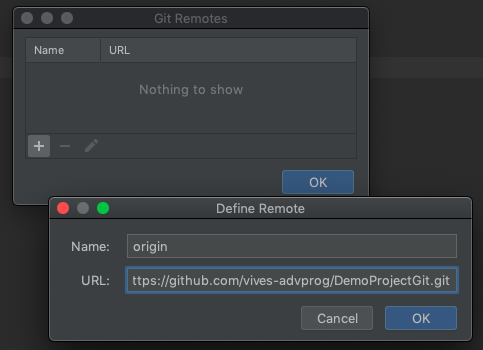 Git Remotes
Name URL
Nothing to show
OK
Define Remote
Name: origin
URL: ttps://github.com/vives-advprog/DemoProjectGit.git
Cancel OK